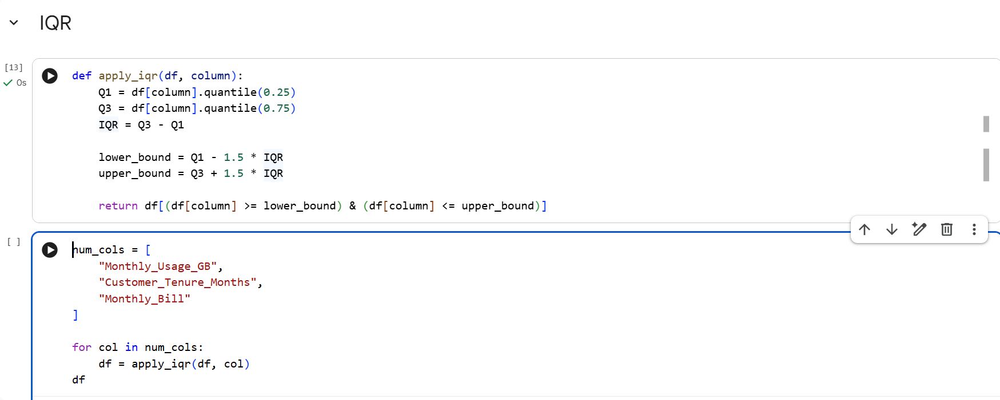 IQR
[13]
0s
def apply_iqr(df, column):
    Q1 = df[column].quantile(0.25)
    Q3 = df[column].quantile(0.75)
    IQR = Q3 - Q1
    lower_bound = Q1 - 1.5 * IQR
    upper_bound = Q3 + 1.5 * IQR
    return df[(df[column] >= lower_bound) & (df[column] <= upper_bound)]
[ ]
num_cols = [
    "Monthly_Usage_GB",
    "Customer_Tenure_Months",
    "Monthly_Bill"
]
for col in num_cols:
    df = apply_iqr(df, col)
df